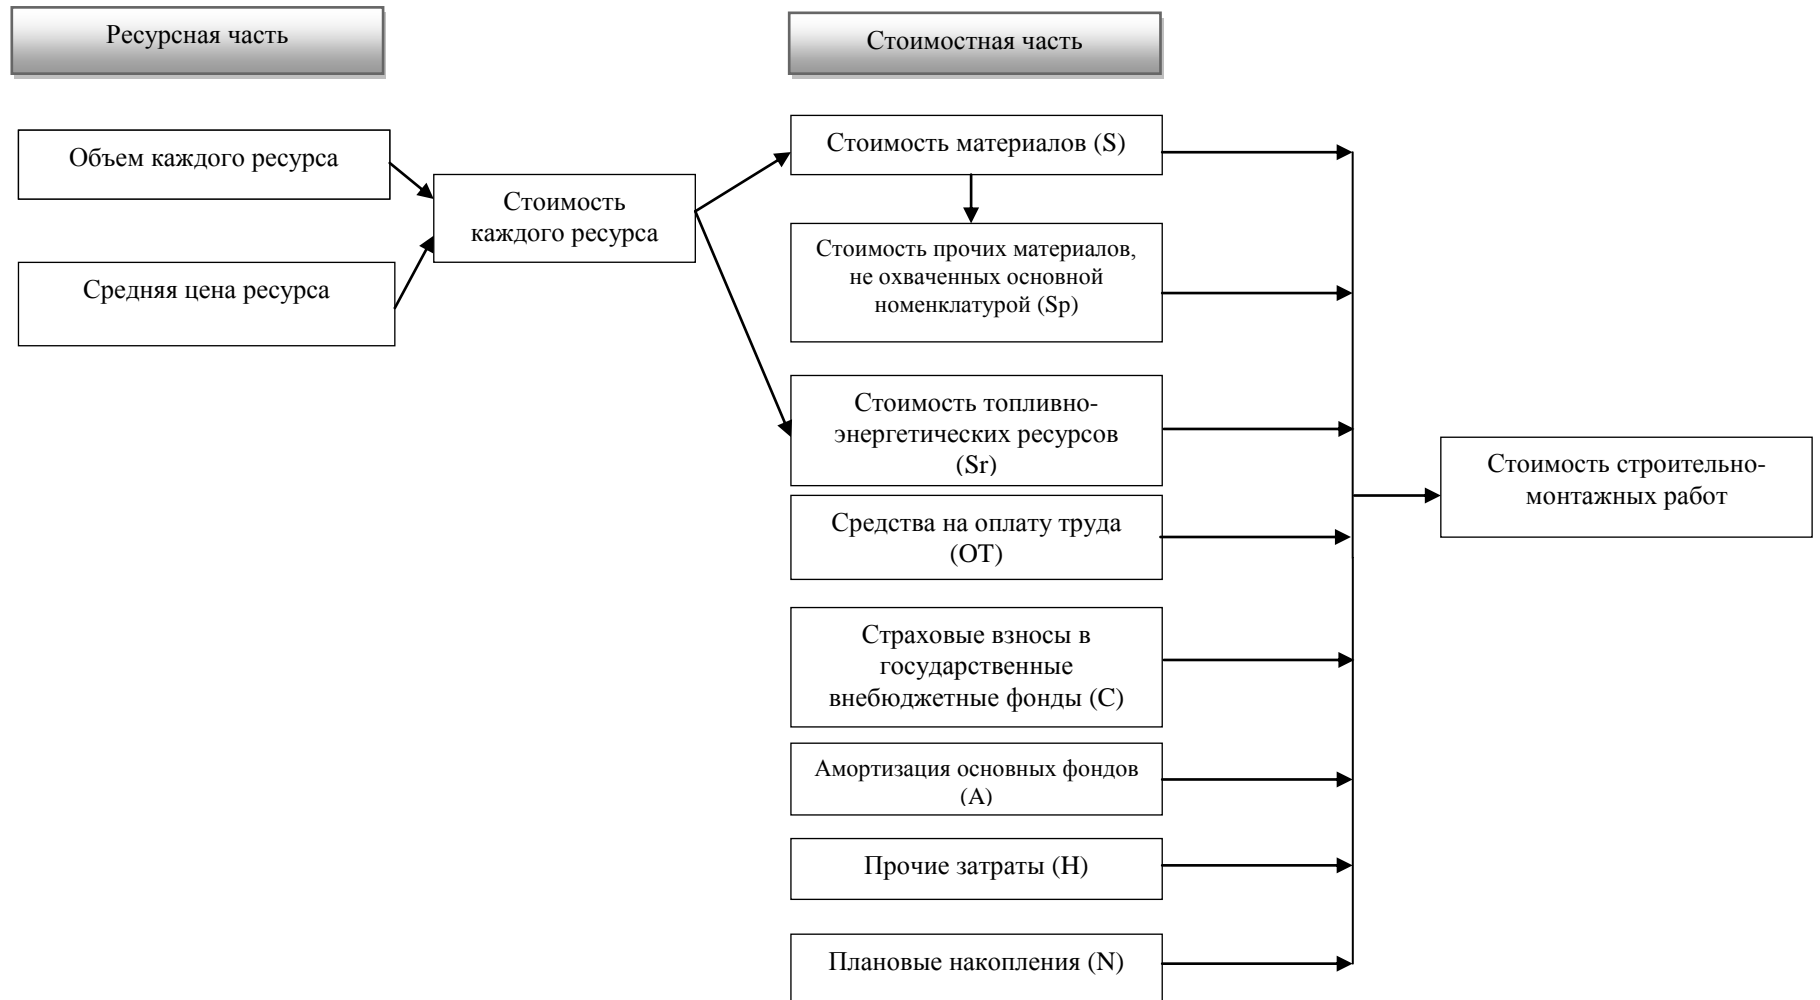 Ресурсная часть
Стоимостная часть
Объем каждого ресурса
Средняя цена ресурса
Стоимость
каждого ресурса
Стоимость материалов (S)
Стоимость прочих материалов,
не охваченных основной
номенклатурой (Sp)
Стоимость топливно-
энергетических ресурсов
(Sr)
Средства на оплату труда
(ОТ)
Страховые взносы в
государственные
внебюджетные фонды (С)
Амортизация основных фондов
(А)
Прочие затраты (Н)
Плановые накопления (N)
Стоимость строительно-
монтажных работ